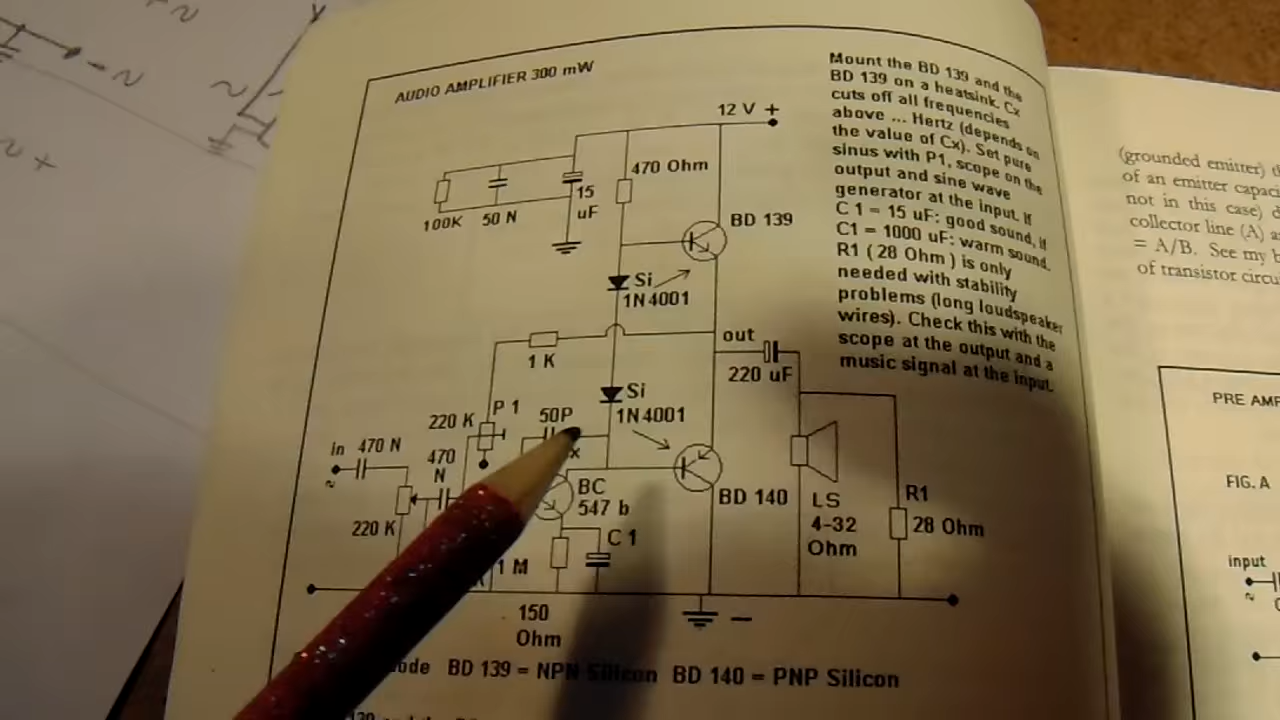 AUDIO AMPLIFIER 300 mW
Mount the BD 139 and the
BD 139 on a heatsink. Cx
cuts off all frequencies
above ... Hertz (depends on
the value of Cx). Set pure
sinus with P1, scope on the
output and sine wave
generator at the input. If
C 1 = 15 uF: good sound, if
C1 = 1000 uF: warm sound.
R1 ( 28 Ohm ) is only
needed with stability
problems (long loudspeaker
wires). Check this with the
scope at the output and a
music signal at the input.
12 V +
470 Ohm
15
uF
100K
50 N
BD 139
Si
1N4001
out
1 K
220 uF
Si
1N4001
P 1
220 K
50P
x
in
470 N
470
N
220 K
BC
547 b
BD 140
LS
4-32
Ohm
R1
28 Ohm
C 1
1 M
150
Ohm
−
BD 139 = NPN Silicon BD 140 = PNP Silicon
(grounded emitter)
of an emitter
not in this case)
collector line (A)
= A/B. See my
of transistor
PRE
FIG. A
input